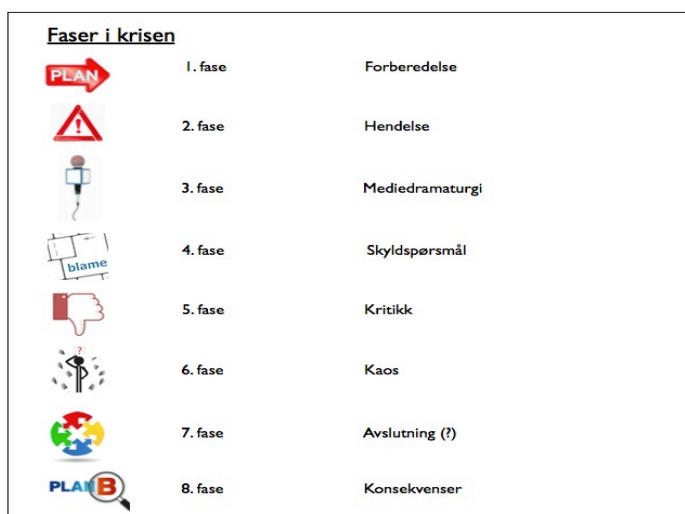 Faser i krisen
PLAN 1. fase Forberedelse
2. fase Hendelse
3. fase Mediedramaturgi
blame 4. fase Skyldspørsmål
5. fase Kritikk
? 6. fase Kaos
7. fase Avslutning (?)
PLAN B 8. fase Konsekvenser